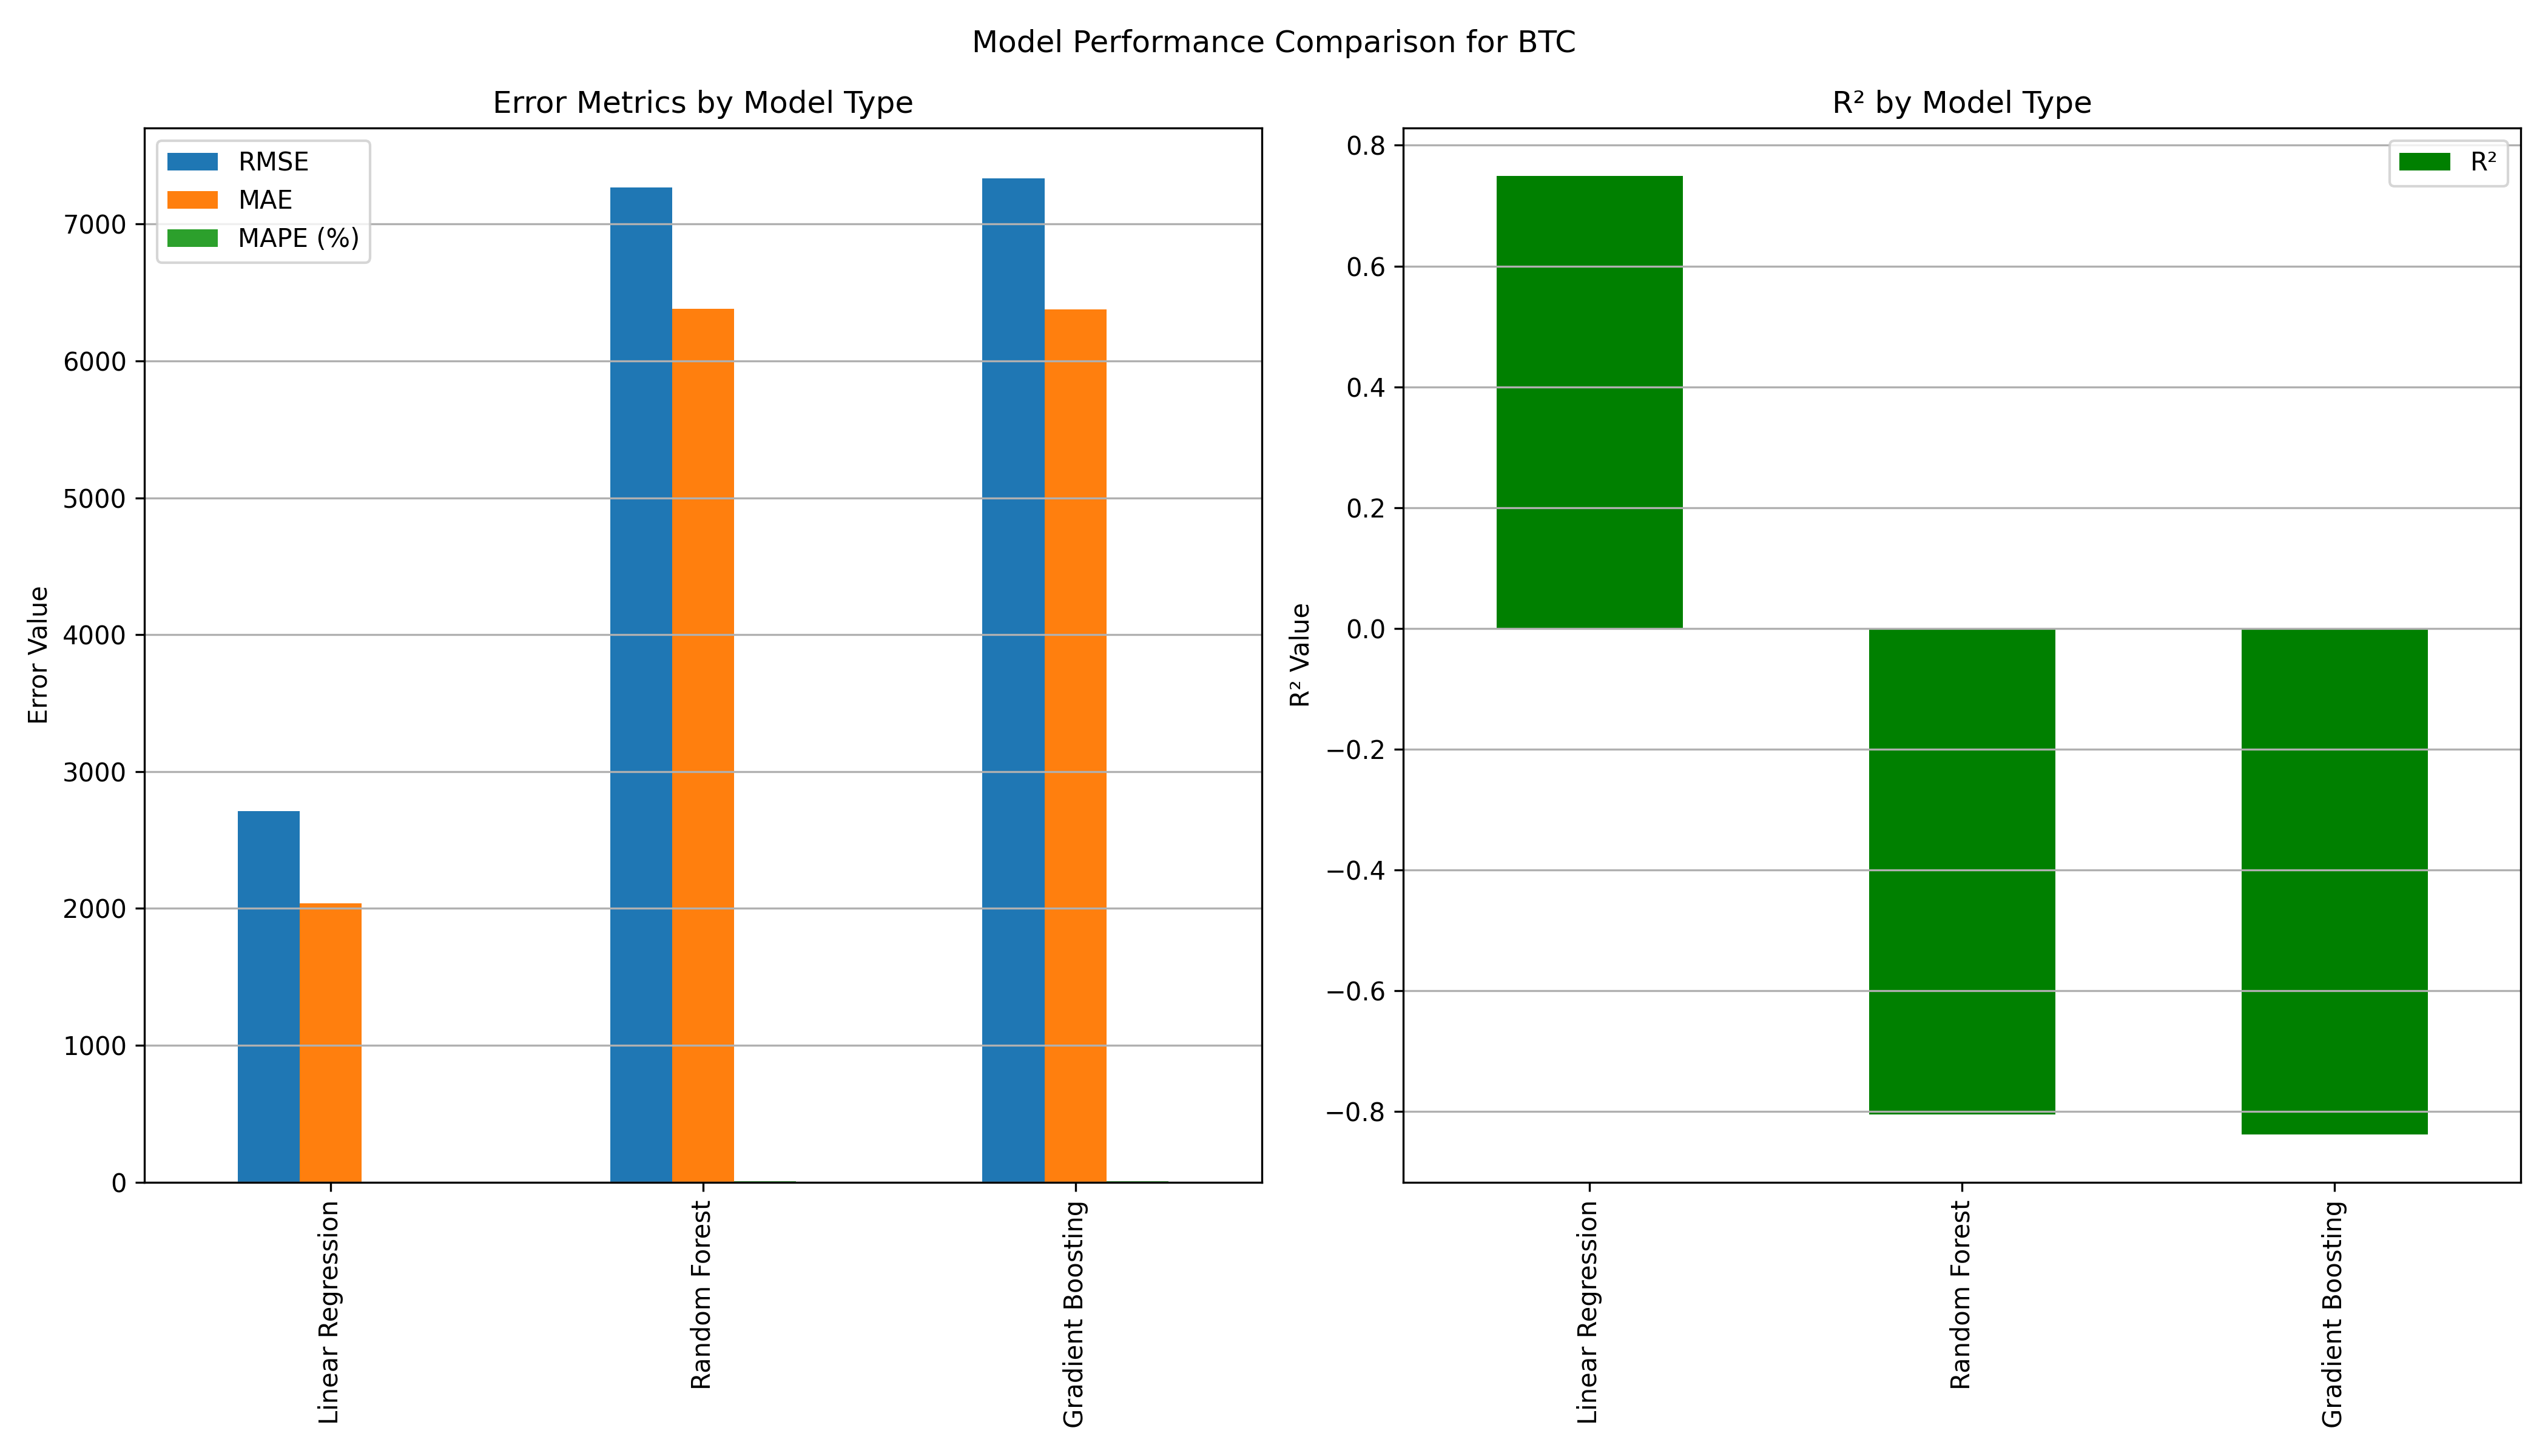 Model Performance Comparison for BTC
Error Metrics by Model Type
RMSE
MAE
MAPE (%)
Error Value
7000
6000
5000
4000
3000
2000
1000
0
Linear Regression
Random Forest
Gradient Boosting
R² by Model Type
R²
R² Value
0.8
0.6
0.4
0.2
0.0
−0.2
−0.4
−0.6
−0.8
Linear Regression
Random Forest
Gradient Boosting